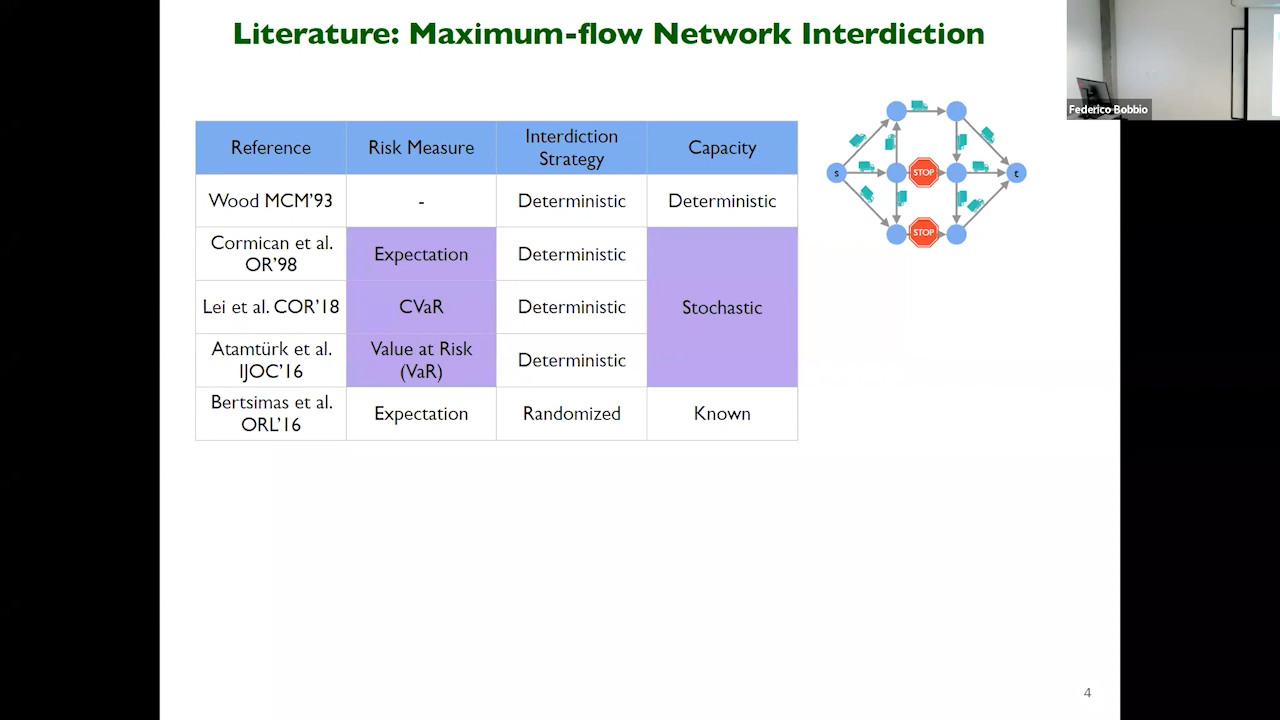 Literature: Maximum-flow Network Interdiction
Federico Bobbio
Reference
Risk Measure
Interdiction
Strategy
Capacity
Wood MCM'93
-
Deterministic
Deterministic
Cormican et al.
OR'98
Expectation
Deterministic
Stochastic
Lei et al. COR'18
CVaR
Deterministic
Atamtürk et al.
IJOC'16
Value at Risk
(VaR)
Deterministic
Bertsimas et al.
ORL'16
Expectation
Randomized
Known
s
STOP
t
STOP
4